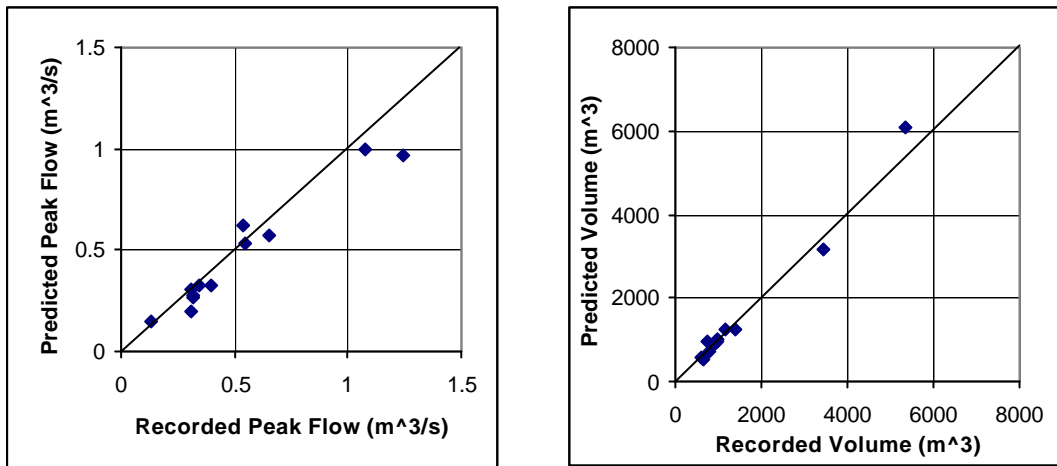 Predicted Peak Flow (m^3/s)
1.5
1
0.5
0
0 0.5 1 1.5
Recorded Peak Flow (m^3/s)
Predicted Volume (m^3)
8000
6000
4000
2000
0
0 2000 4000 6000 8000
Recorded Volume (m^3)